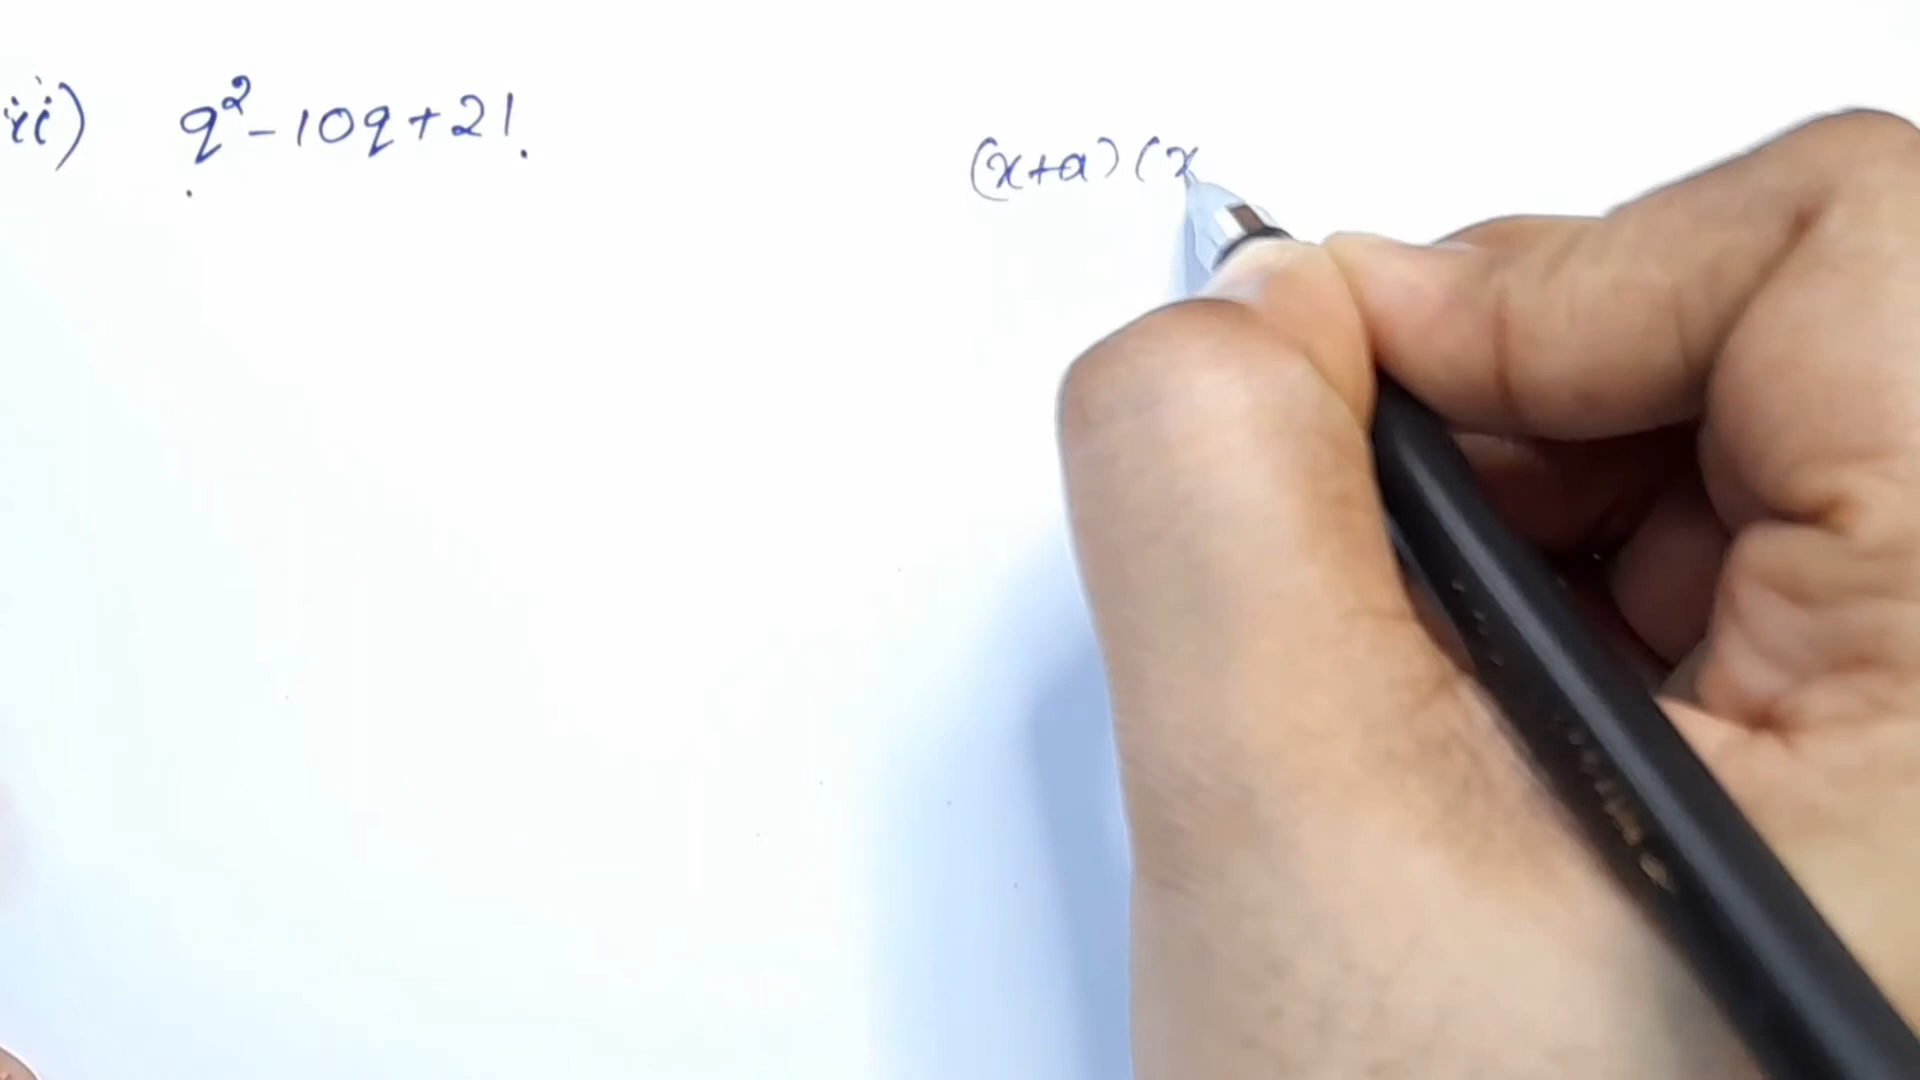 ii) q² - 10q + 21.
(x+a) (x